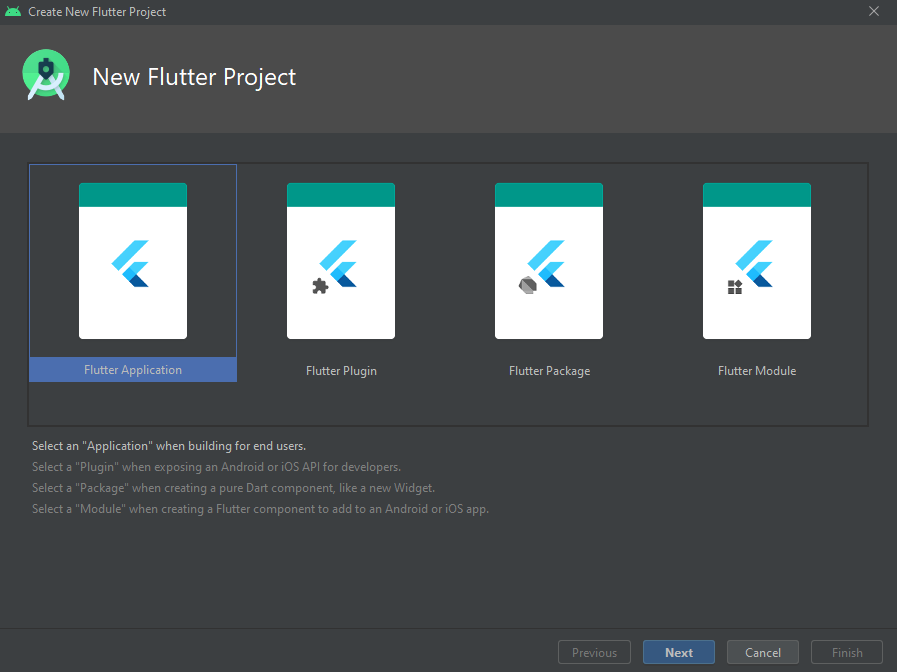 Create New Flutter Project
New Flutter Project
Flutter Application
Flutter Plugin
Flutter Package
Flutter Module
Select an "Application" when building for end users.
Select a "Plugin" when exposing an Android or iOS API for developers.
Select a "Package" when creating a pure Dart component, like a new Widget.
Select a "Module" when creating a Flutter component to add to an Android or iOS app.
Previous
Next
Cancel
Finish